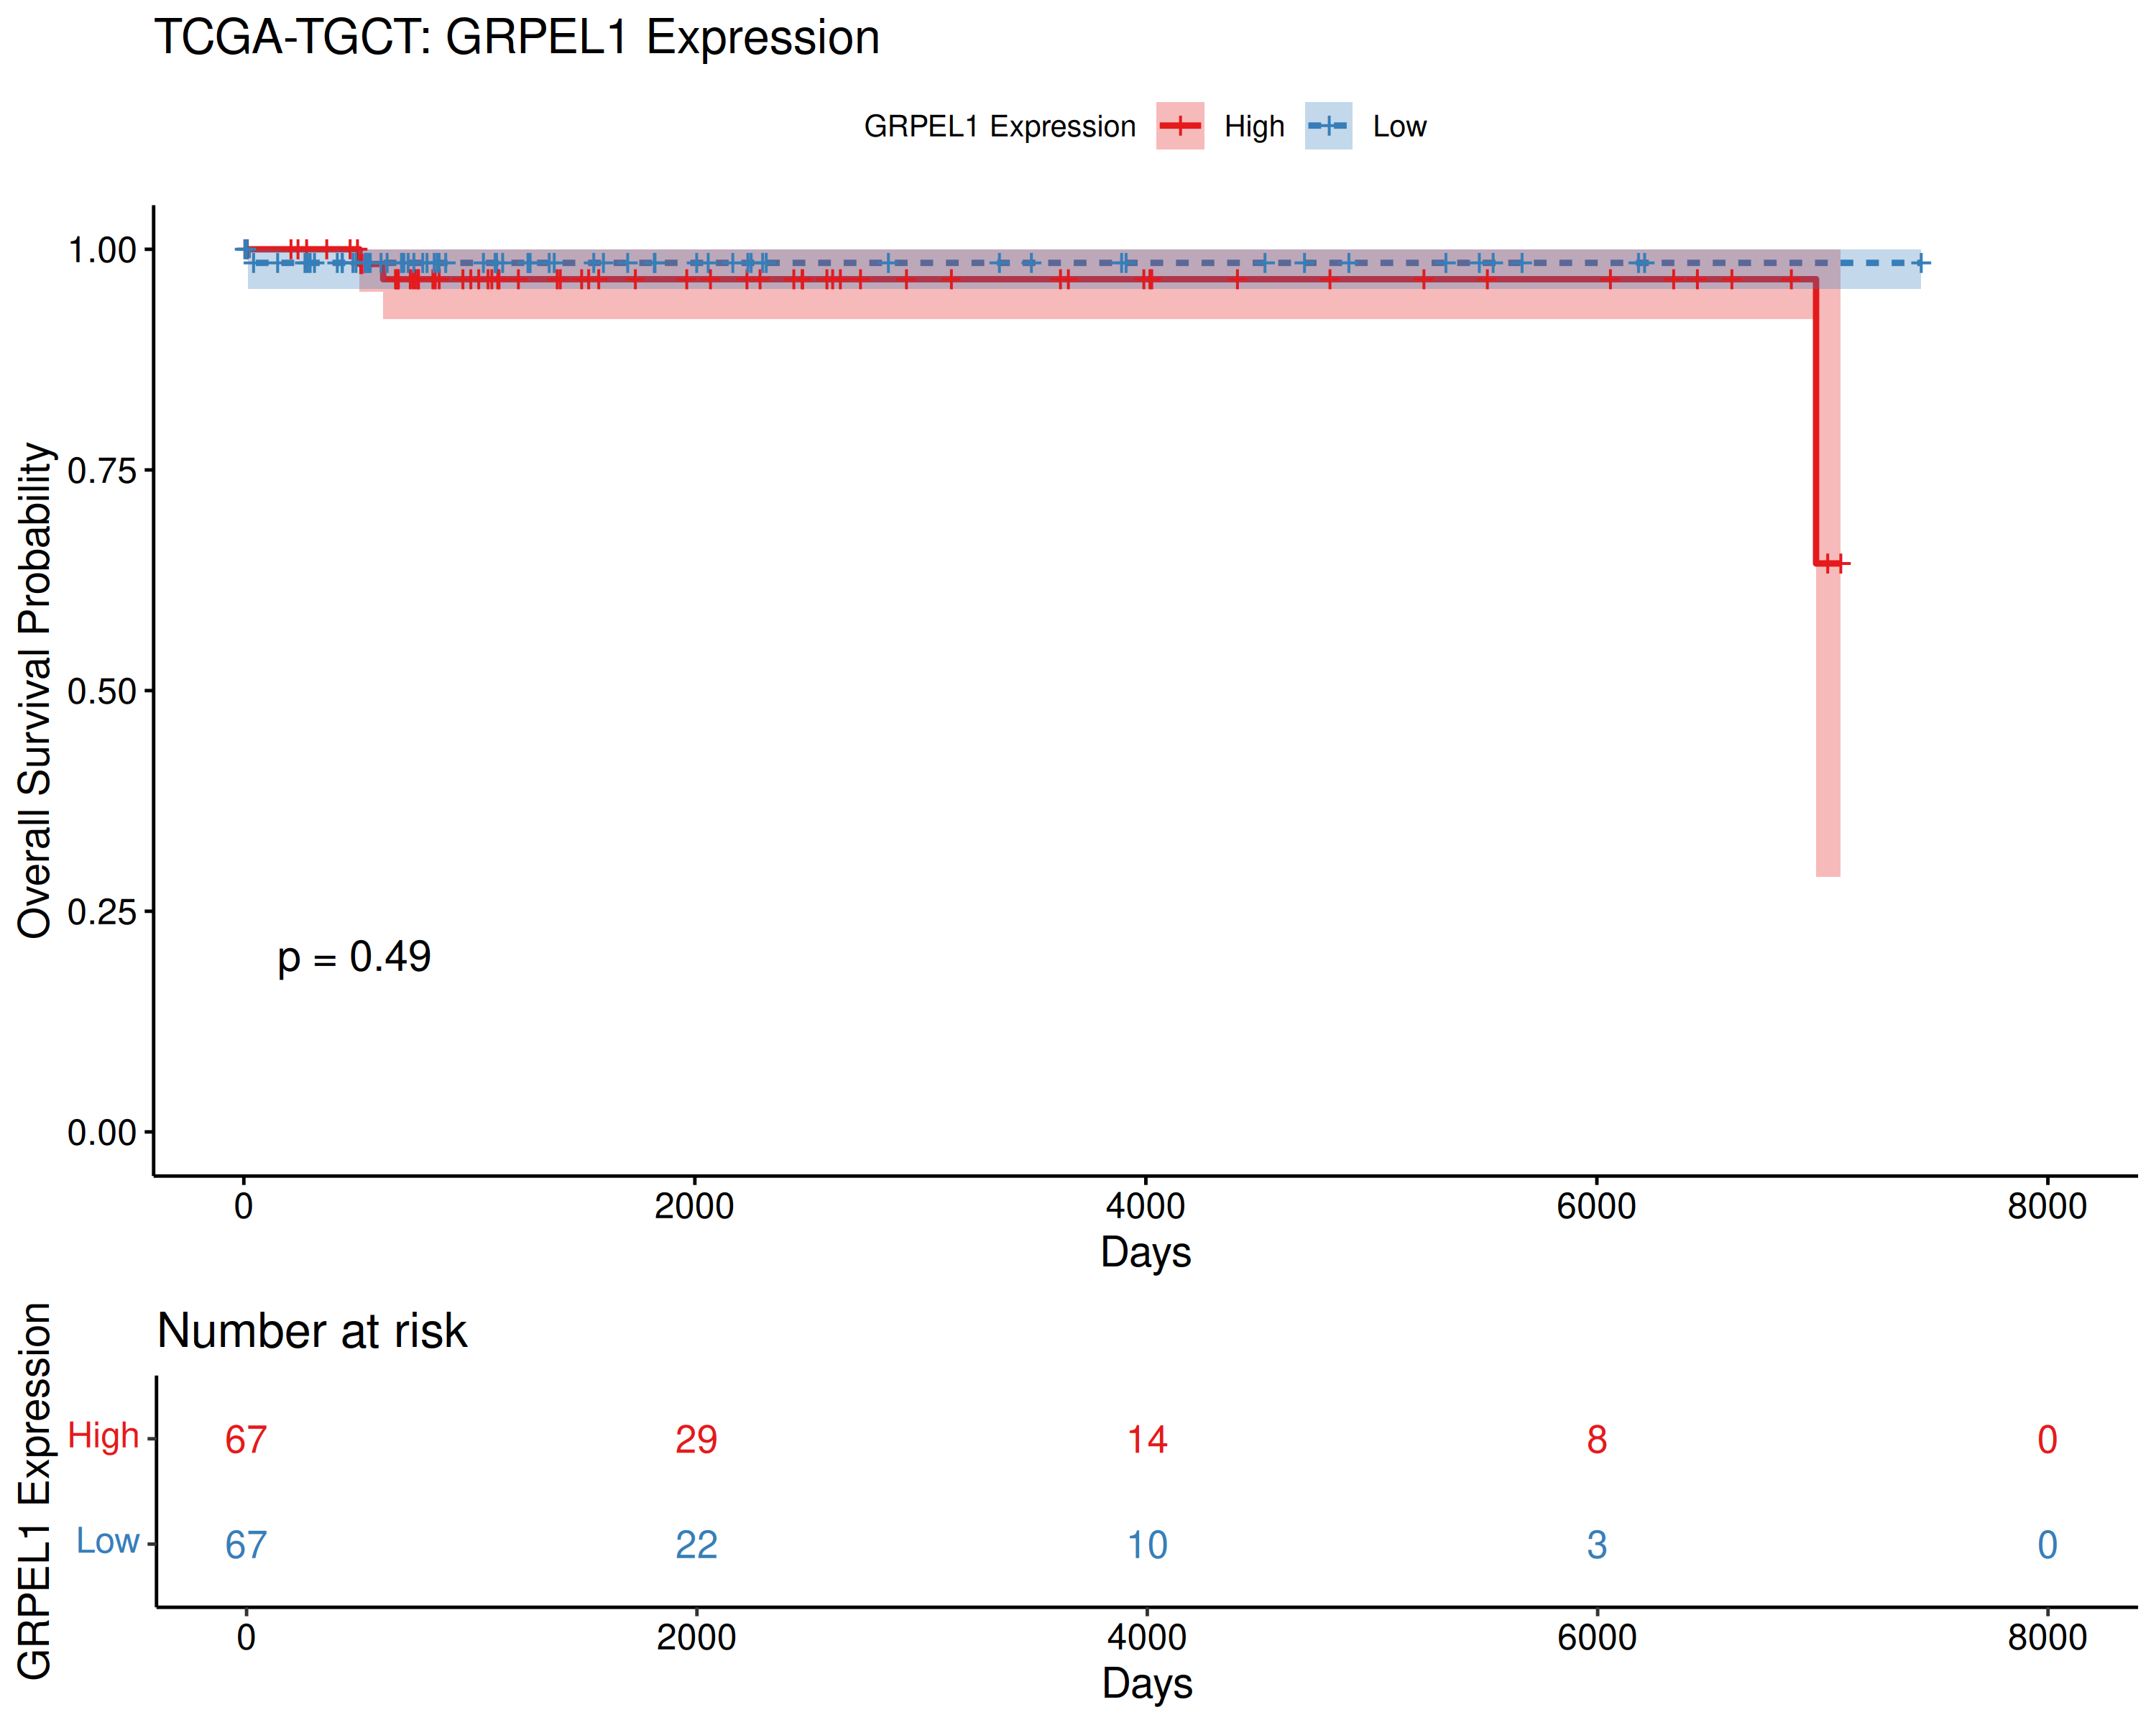 TCGA-TGCT: GRPEL1 Expression
GRPEL1 Expression High Low
Overall Survival Probability
1.00
0.75
0.50
0.25
0.00
p = 0.49
0 2000 4000 6000 8000
Days
Number at risk
GRPEL1 Expression
High 67 29 14 8 0
Low 67 22 10 3 0
0 2000 4000 6000 8000
Days